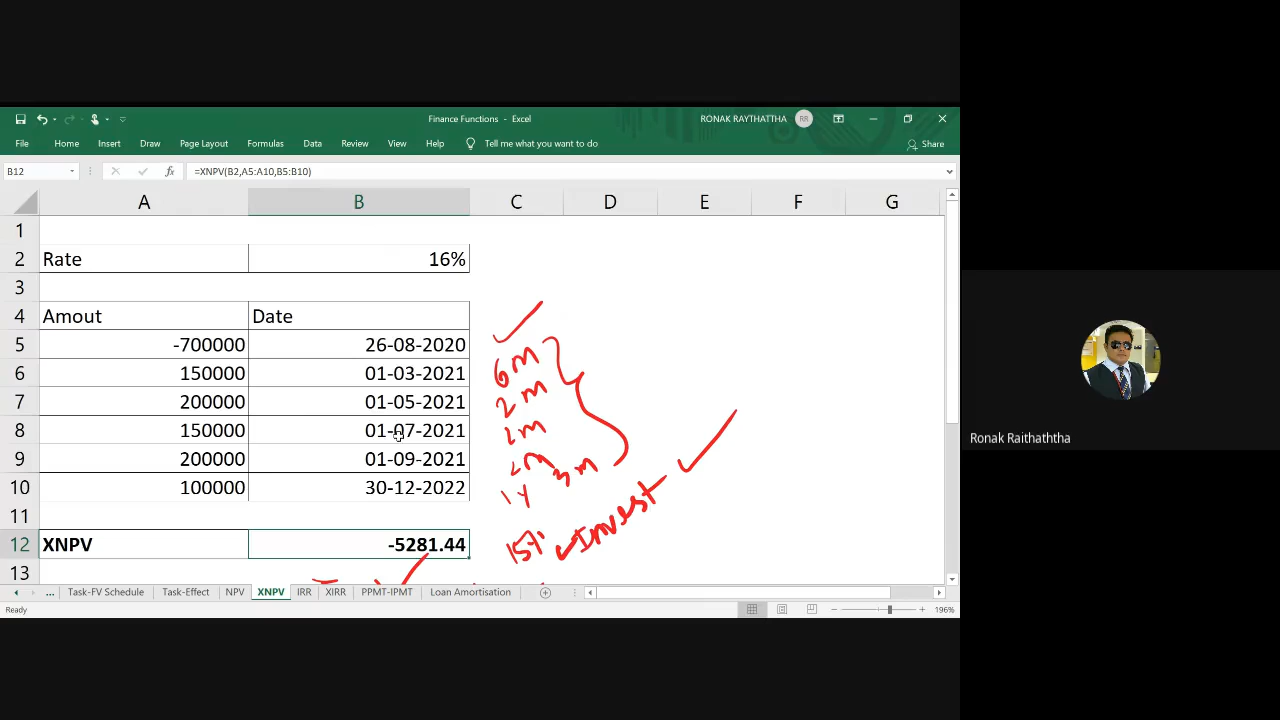 Finance Functions - Excel
RONAK RAYTHATTHA
RR
File Home Insert Draw Page Layout Formulas Data Review View Help Tell me what you want to do
Share
B12
fx
=XNPV(B2,A5:A10,B5:B10)
A B C D E F G
1
2 Rate 16%
3
4 Amout Date
5 -700000 26-08-2020
6 150000 01-03-2021 6m
7 200000 01-05-2021 2m
8 150000 01-07-2021 2m
9 200000 01-09-2021 2m 3m
10 100000 30-12-2022 1Y
11
15% Invest
12 XNPV -5281.44
13
... Task-FV Schedule Task-Effect NPV XNPV IRR XIRR PPMT-IPMT Loan Amortisation
Ready
196%
Ronak Raithaththa